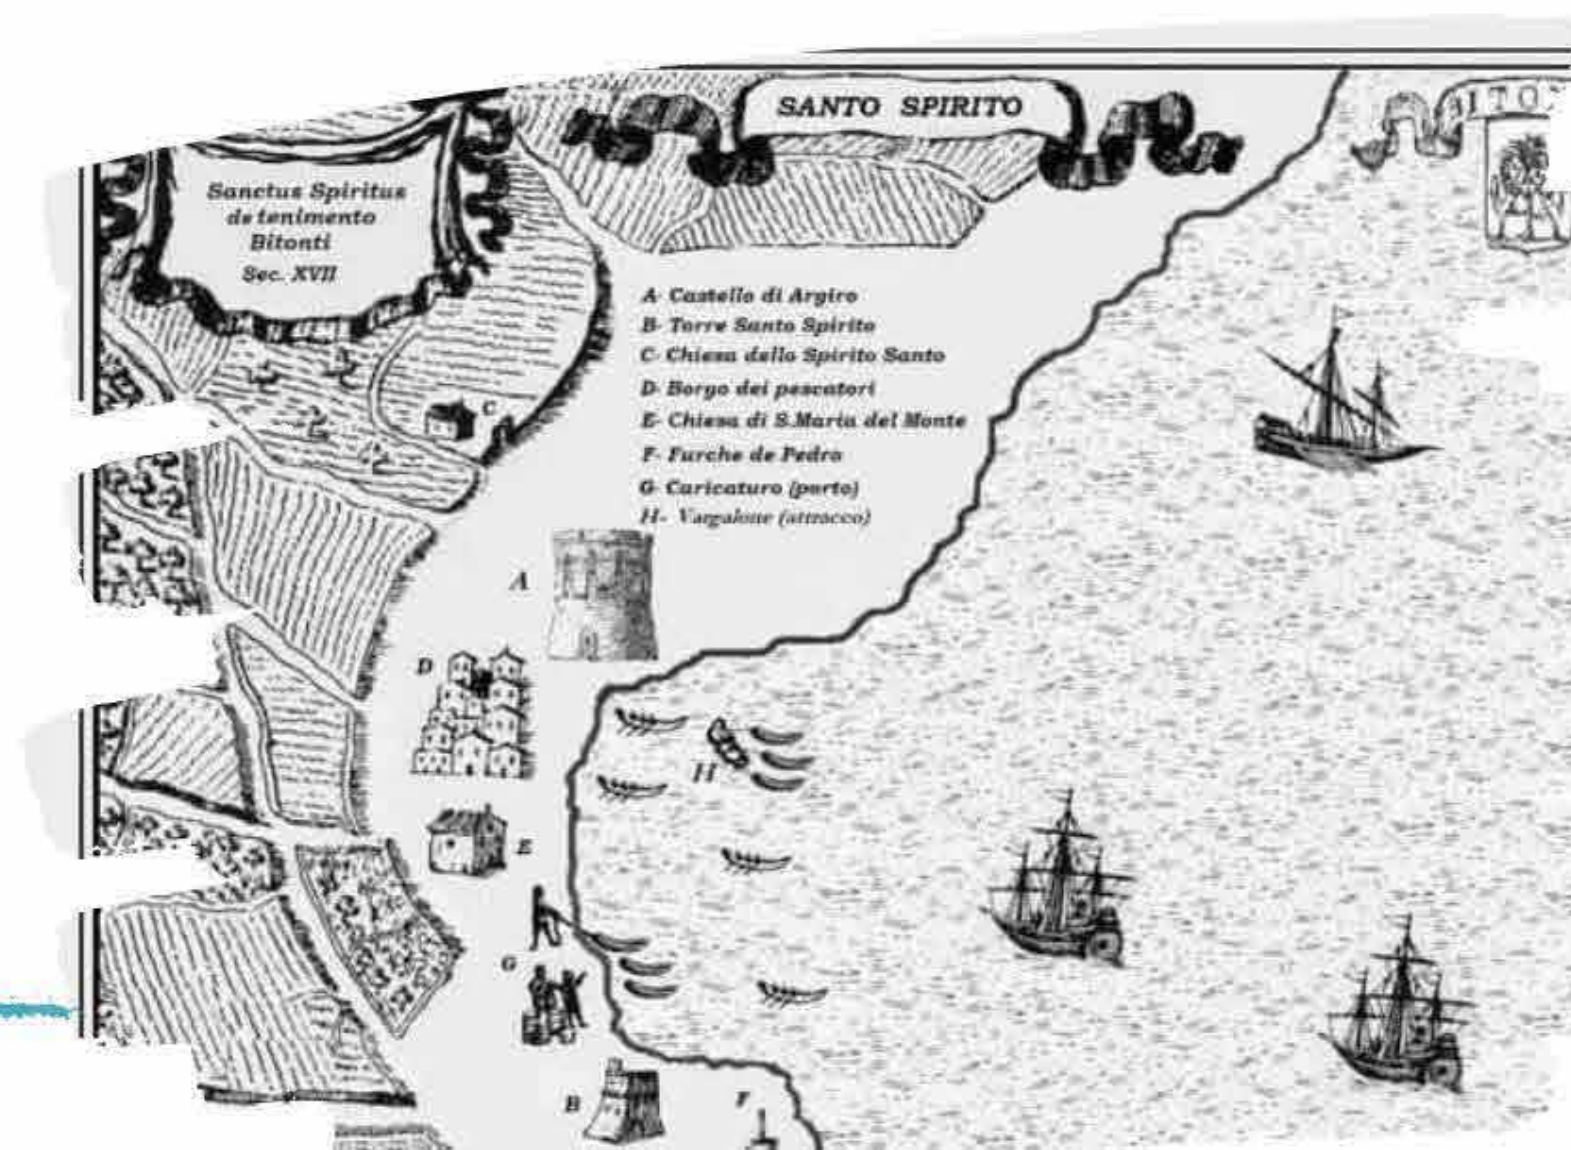 SANTO SPIRITO
BITO
Sanctus Spiritus
de tenimento
Bitonti
Sec. XVII
A- Castello di Argiro
B- Torre Santo Spirito
C- Chiesa dello Spirito Santo
D- Borgo dei pescatori
E- Chiesa di S.Maria del Monte
F- Furche de Pedro
G- Caricaturo (porto)
H- Vargalone (attracco)
C
A
D
H
E
G
B
F